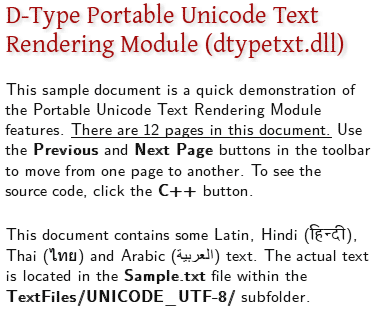 D-Type Portable Unicode Text
Rendering Module (dtypetxt.dll)
This sample document is a quick demonstration of
the Portable Unicode Text Rendering Module
features. There are 12 pages in this document. Use
the Previous and Next Page buttons in the toolbar
to move from one page to another. To see the
source code, click the C++ button.
This document contains some Latin, Hindi (हिन्दी),
Thai (ไทย) and Arabic (العربية) text. The actual text
is located in the Sample.txt file within the
TextFiles/UNICODE_UTF-8/ subfolder.